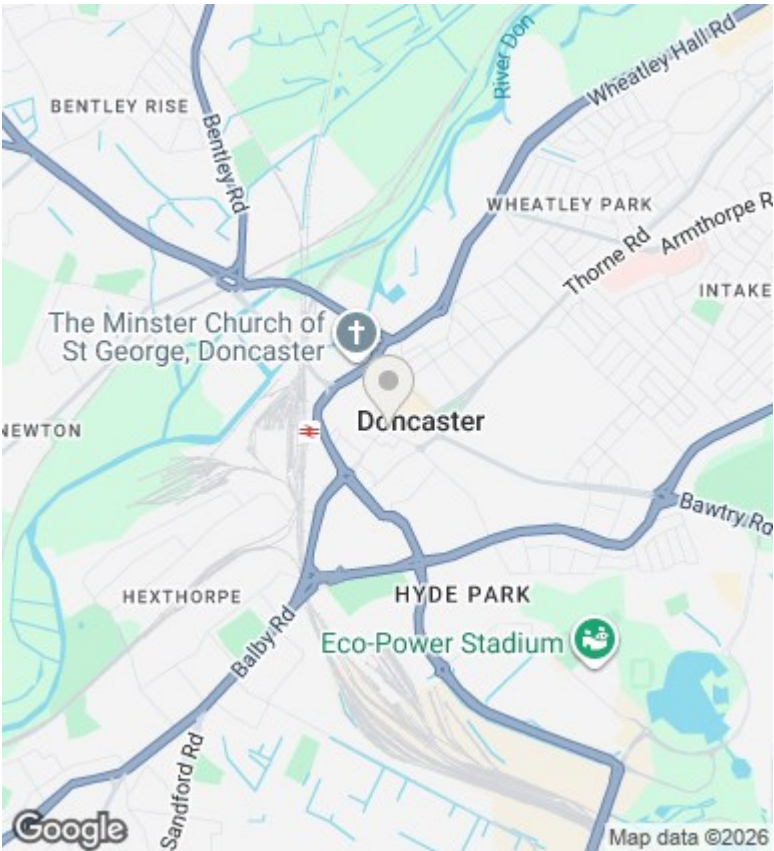 River Don
Wheatley Hall Rd
BENTLEY RISE
Bentley Rd
WHEATLEY PARK
Armthorpe R
Thorne Rd
INTAKE
The Minster Church of
St George, Doncaster
Doncaster
NEWTON
Bawtry Rd
HEXTHORPE
HYDE PARK
Balby Rd
Eco-Power Stadium
Sandford Rd
Google
Map data ©2026